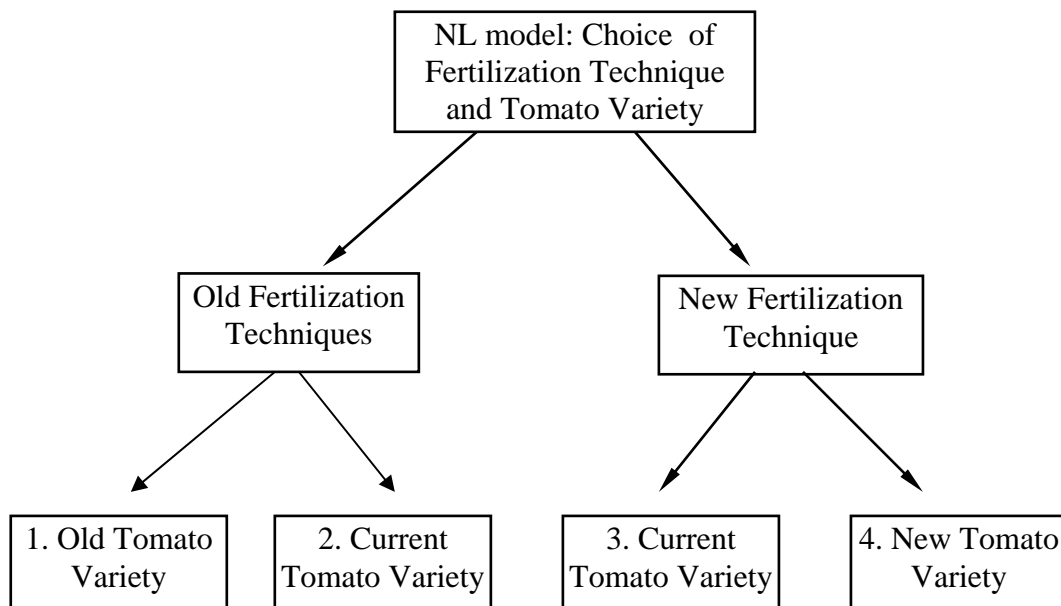 NL model: Choice of
Fertilization Technique
and Tomato Variety
Old Fertilization
Techniques
New Fertilization
Technique
1. Old Tomato
Variety
2. Current
Tomato Variety
3. Current
Tomato Variety
4. New Tomato
Variety